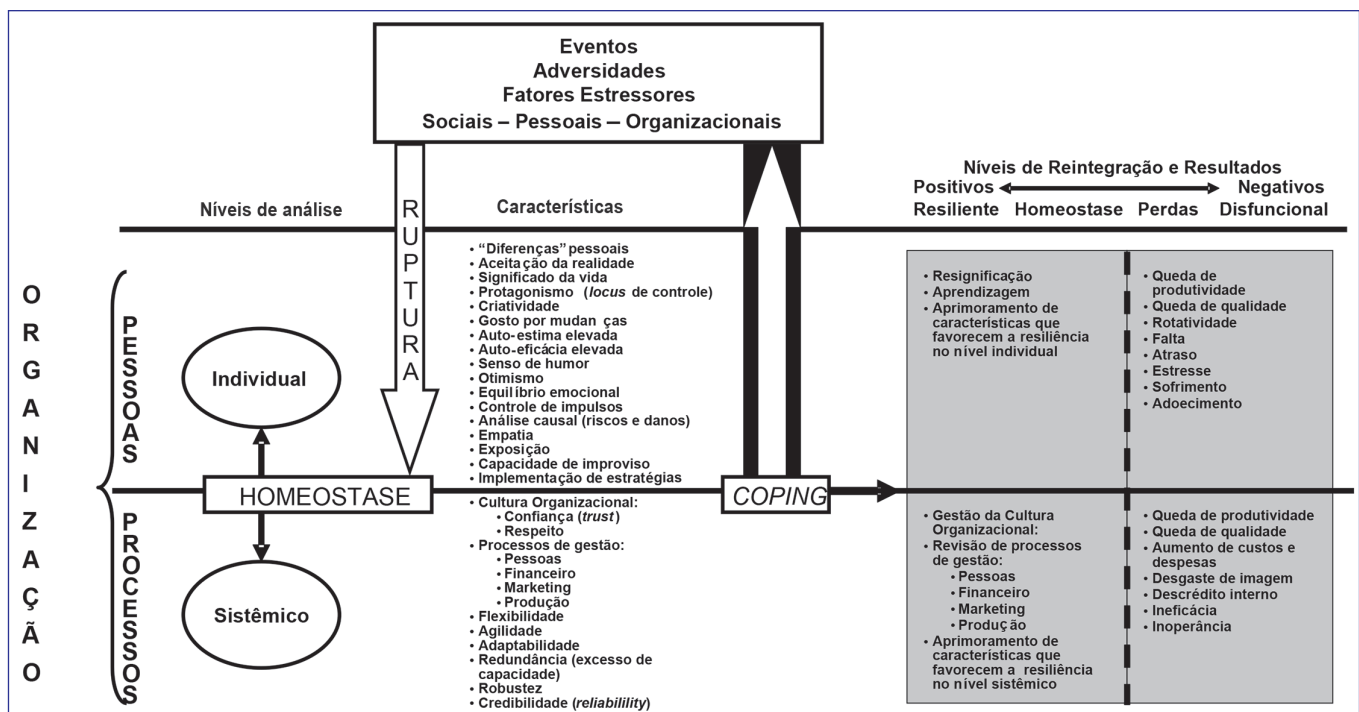 Eventos
Adversidades
Fatores Estressores
Sociais – Pessoais – Organizacionais
Níveis de análise
RUPTURA
Características
Níveis de Reintegração e Resultados
Positivos Negativos
Resiliente Homeostase Perdas Disfuncional
ORGANIZAÇÃO
PESSOAS
Individual
HOMEOSTASE
• “Diferenças” pessoais
• Aceitação da realidade
• Significado da vida
• Protagonismo (locus de controle)
• Criatividade
• Gosto por mudan ças
• Auto-estima elevada
• Auto-eficácia elevada
• Senso de humor
• Otimismo
• Equilíbrio emocional
• Controle de impulsos
• Análise causal (riscos e danos)
• Empatia
• Exposição
• Capacidade de improviso
• Implementação de estratégias
COPING
• Resignificação
• Aprendizagem
• Aprimoramento de
características que
favorecem a resiliência
no nível individual
• Queda de
produtividade
• Queda de qualidade
• Rotatividade
• Falta
• Atraso
• Estresse
• Sofrimento
• Adoecimento
PROCESSOS
Sistêmico
• Cultura Organizacional:
• Confiança (trust)
• Respeito
• Processos de gestão:
• Pessoas
• Financeiro
• Marketing
• Produção
• Flexibilidade
• Agilidade
• Adaptabilidade
• Redundância (excesso de
capacidade)
• Robustez
• Credibilidade (reliabilility)
• Gestão da Cultura
Organizacional:
• Revisão de processos
de gestão:
• Pessoas
• Financeiro
• Marketing
• Produção
• Aprimoramento de
características que
favorecem a resiliência
no nível sistêmico
• Queda de produtividade
• Queda de qualidade
• Aumento de custos e
despesas
• Desgaste de imagem
• Descrédito interno
• Ineficácia
• Inoperância